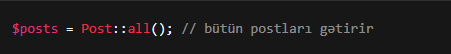 $posts = Post::all(); // bütün postları gətirir